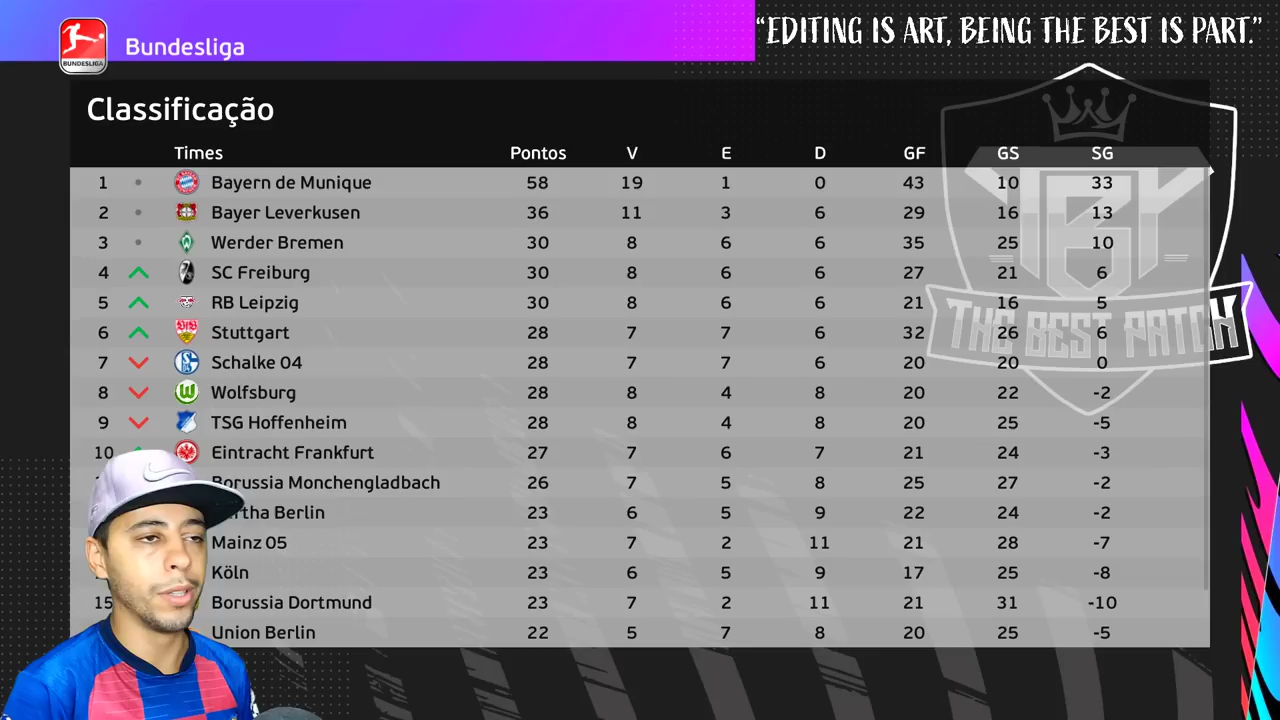 “EDITING IS ART, BEING THE BEST IS PART.”
BUNDESLIGA
Bundesliga
Classificação
Times Pontos V E D GF GS SG
1 Bayern de Munique 58 19 1 0 43 10 33
2 Bayer Leverkusen 36 11 3 6 29 16 13
3 Werder Bremen 30 8 6 6 35 25 10
4 SC Freiburg 30 8 6 6 27 21 6
5 RB Leipzig 30 8 6 6 21 16 5
6 Stuttgart 28 7 7 6 32 26 6
7 Schalke 04 28 7 7 6 20 20 0
8 Wolfsburg 28 8 4 8 20 22 -2
9 TSG Hoffenheim 28 8 4 8 20 25 -5
10 Eintracht Frankfurt 27 7 6 7 21 24 -3
Borussia Monchengladbach 26 7 5 8 25 27 -2
Berlin 23 6 5 9 22 24 -2
Mainz 05 23 7 2 11 21 28 -7
Köln 23 6 5 9 17 25 -8
15 Borussia Dortmund 23 7 2 11 21 31 -10
Union Berlin 22 5 7 8 20 25 -5
TBP
THE BEST PATCH